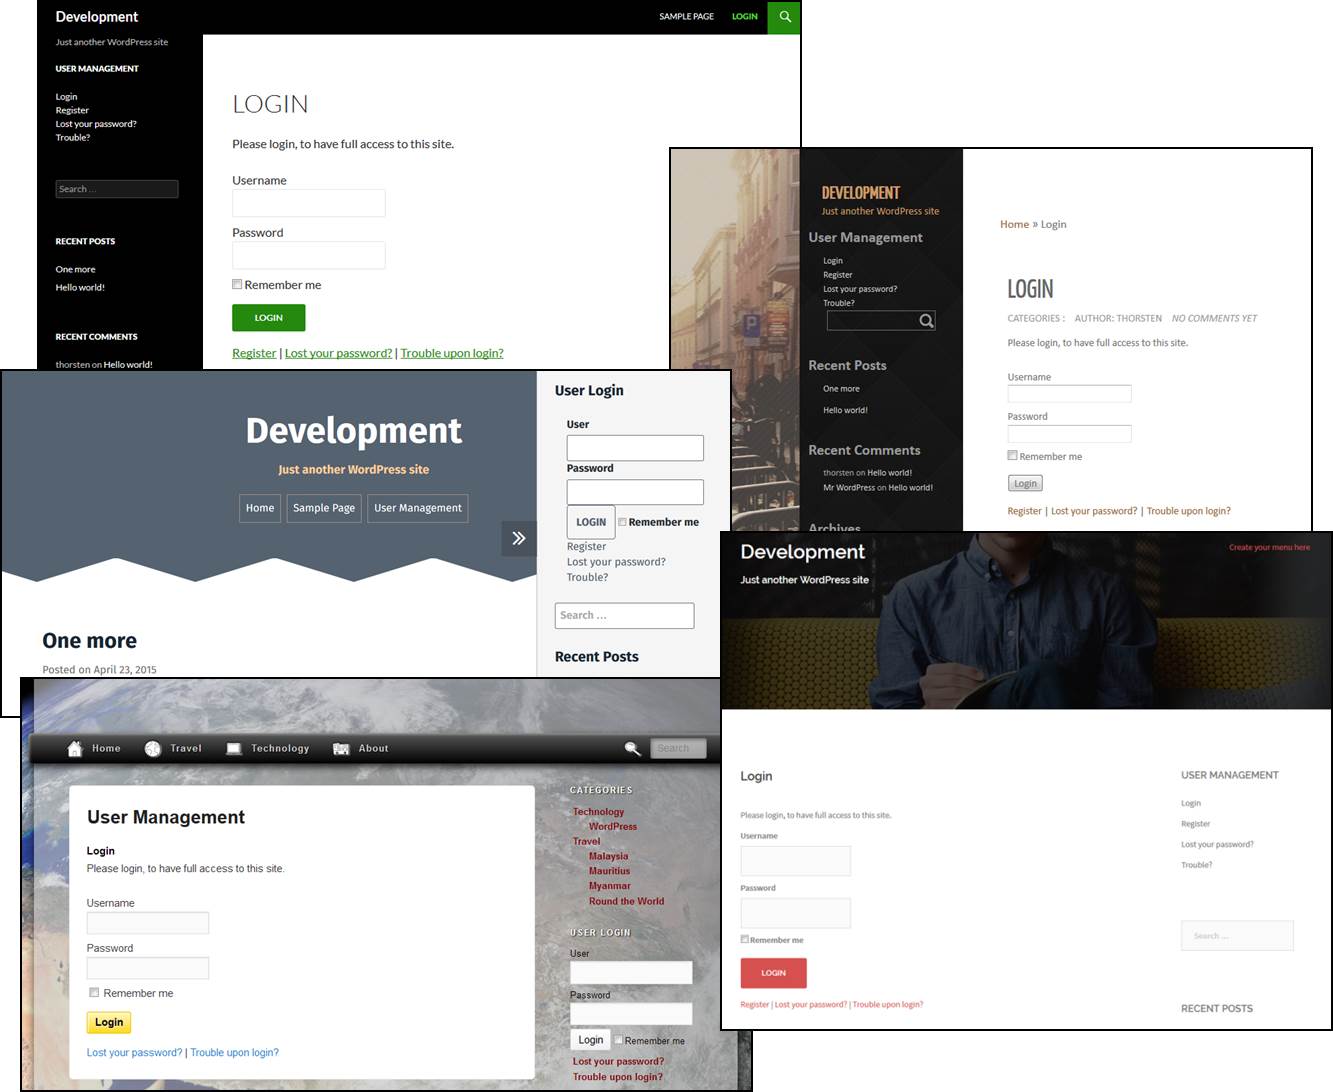 Development
SAMPLE PAGE LOGIN
Just another WordPress site
USER MANAGEMENT
Login
Register
Lost your password?
Trouble?
Search ...
RECENT POSTS
One more
Hello world!
RECENT COMMENTS
thorsten on Hello world!
LOGIN
Please login, to have full access to this site.
Username
Password
Remember me
LOGIN
Register | Lost your password? | Trouble upon login?
DEVELOPMENT
Just another WordPress site
User Management
Login
Register
Lost your password?
Trouble?
Recent Posts
One more
Hello world!
Recent Comments
thorsten on Hello world!
Mr WordPress on Hello world!
Archives
Home » Login
LOGIN
CATEGORIES : AUTHOR: THORSTEN NO COMMENTS YET
Please login, to have full access to this site.
Username
Password
Remember me
Login
Register | Lost your password? | Trouble upon login?
Development
Just another WordPress site
Home Sample Page User Management
One more
Posted on April 23, 2015
User Login
User
Password
LOGIN Remember me
Register
Lost your password?
Trouble?
Search ...
Recent Posts
Development
Create your menu here
Just another WordPress site
Login
Please login, to have full access to this site.
Username
Password
Remember me
LOGIN
Register | Lost your password? | Trouble upon login?
USER MANAGEMENT
Login
Register
Lost your password?
Trouble?
Search ...
RECENT POSTS
Home Travel Technology About Search
User Management
Login
Please login, to have full access to this site.
Username
Password
Remember me
Login
Lost your password? | Trouble upon login?
CATEGORIES
Technology
WordPress
Travel
Malaysia
Mauritius
Myanmar
Round the World
USER LOGIN
User
Password
Login Remember me
Lost your password?
Trouble upon login?